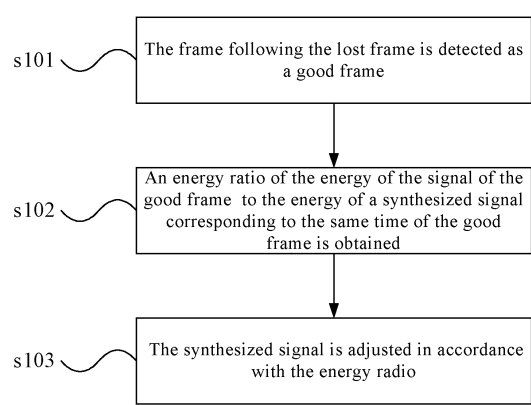 s101
The frame following the lost frame is detected as
a good frame
s102
An energy ratio of the energy of the signal of the
good frame to the energy of a synthesized signal
corresponding to the same time of the good
frame is obtained
s103
The synthesized signal is adjusted in accordance
with the energy radio